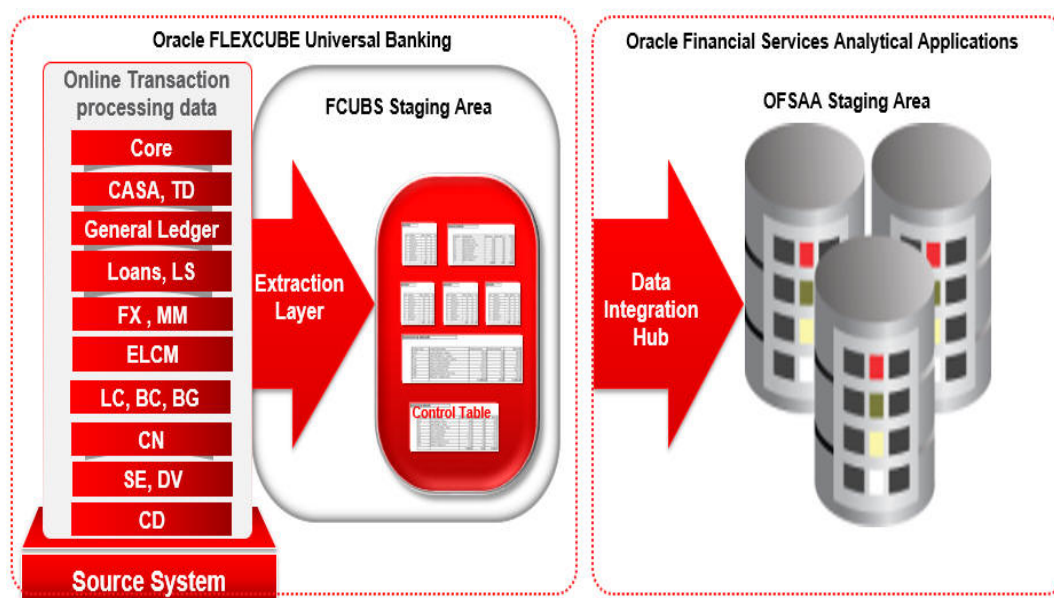 Oracle FLEXCUBE Universal Banking
Online Transaction
processing data
Core
CASA, TD
General Ledger
Loans, LS
FX , MM
ELCM
LC, BC, BG
CN
SE, DV
CD
Source System
Extraction
Layer
FCUBS Staging Area
Control Table
Oracle Financial Services Analytical Applications
Data
Integration
Hub
OFSAA Staging Area